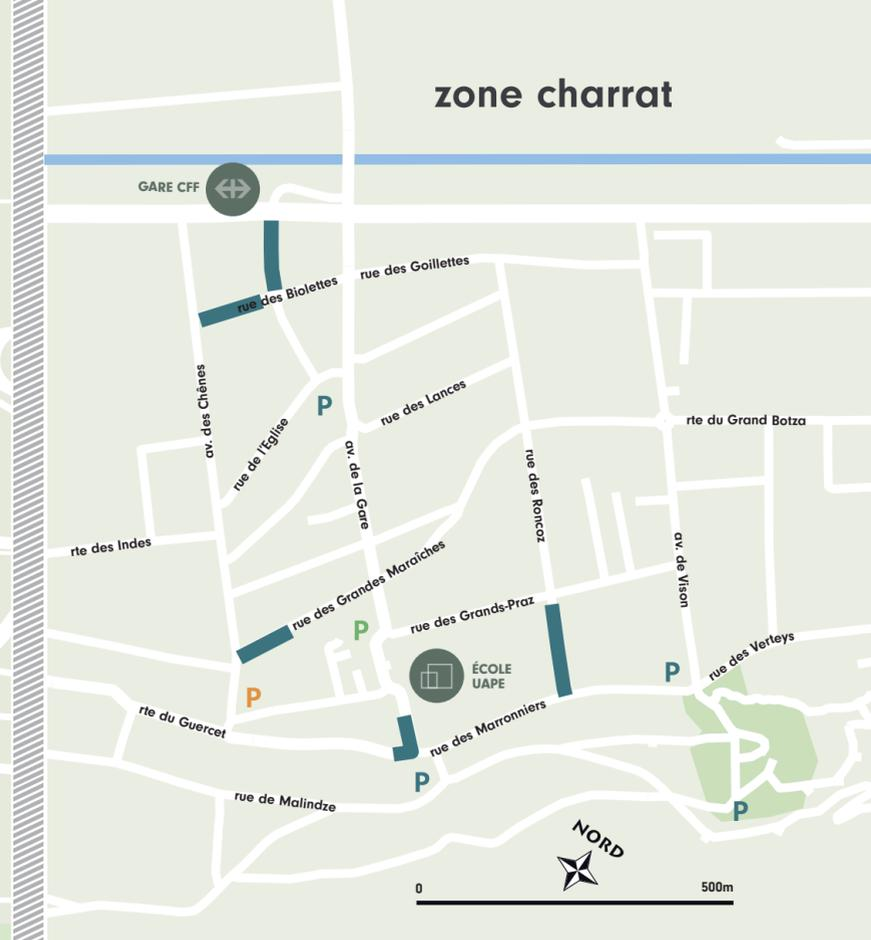 zone charrat
GARE CFF
rue des Goillettes
rue des Biolettes
av. des Chênes
P
rue des Lances
rte du Grand Botza
rue de l'Eglise
av. de la Gare
rue des Roncoz
rte des Indes
rue des Grandes Maraîches
av. de Vison
rue des Grands-Praz
P
ÉCOLE
UAPE
P
rue des Verteys
P
rte du Guercet
rue des Marronniers
P
rue de Malindze
P
NORD
0
500m